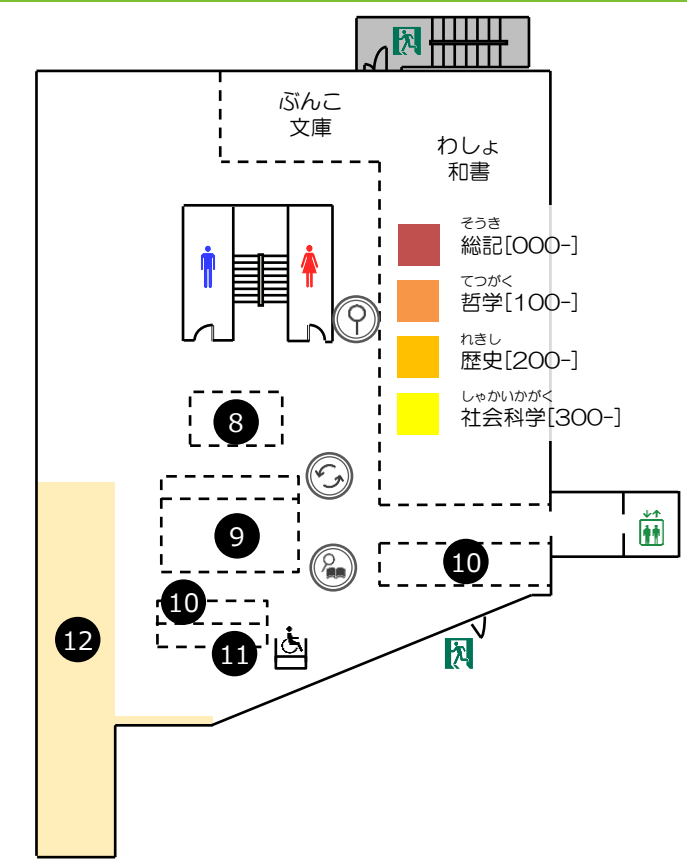 ぶんこ
文庫
わしょ
和書
そうき
総記[000-]
てつがく
哲学[100-]
れきし
歴史[200-]
しゃかいかがく
社会科学[300-]
8
9
10
10
11
12